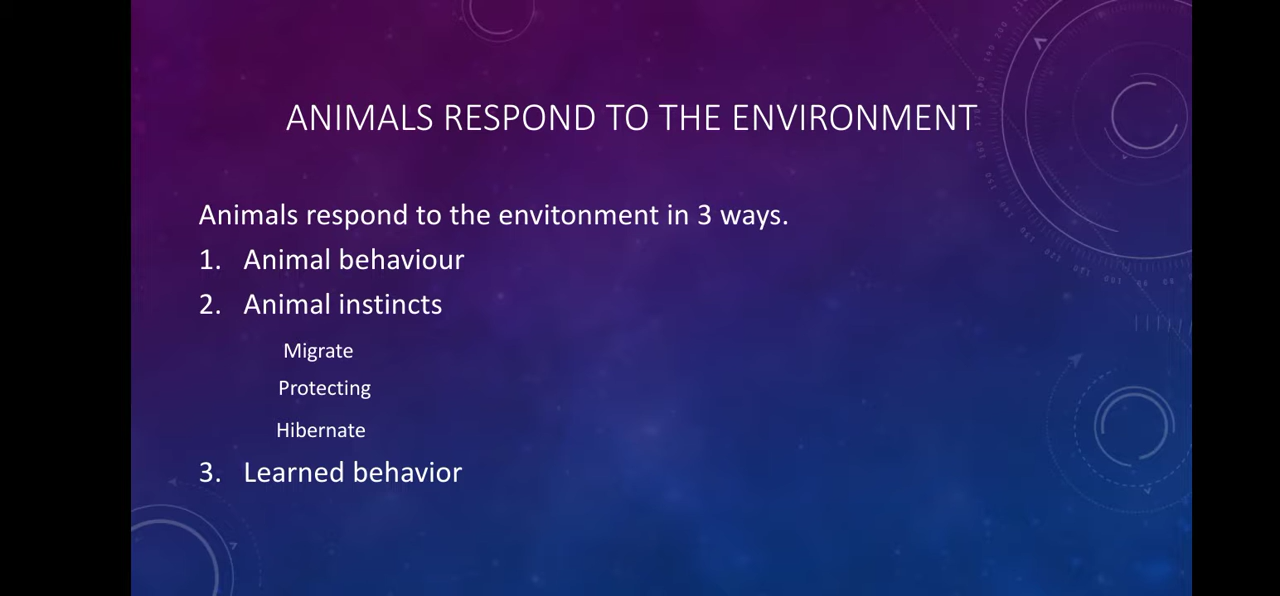 ANIMALS RESPOND TO THE ENVIRONMENT
Animals respond to the envitonment in 3 ways.
1. Animal behaviour
2. Animal instincts
Migrate
Protecting
Hibernate
3. Learned behavior